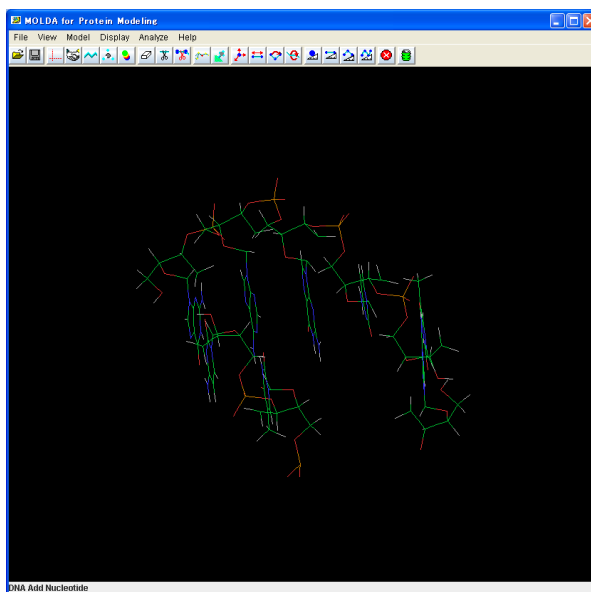 MOLDA for Protein Modeling
File View Model Display Analyze Help
DNA Add Nucleotide